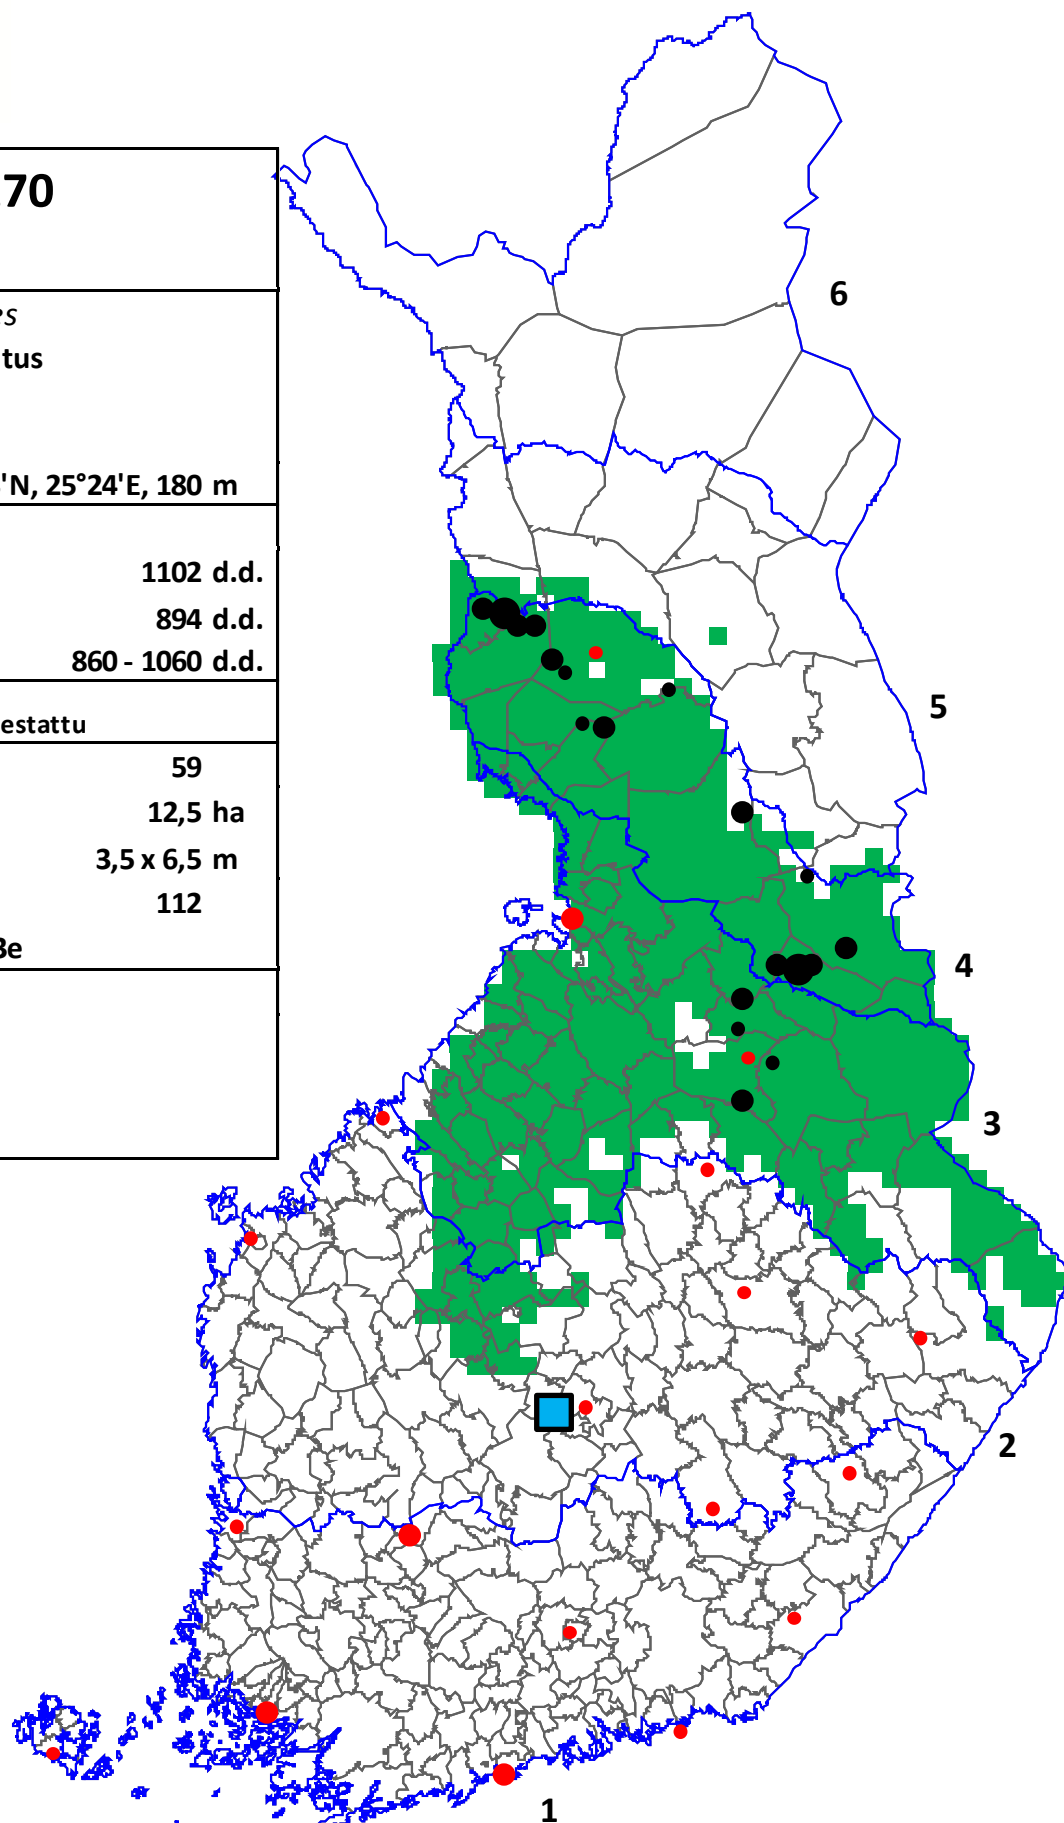 70
es
tus
'N, 25°24'E, 180 m
1102 d.d.
894 d.d.
860 - 1060 d.d.
estattu
59
12,5 ha
3,5 x 6,5 m
112
Be
6
5
4
3
2
1